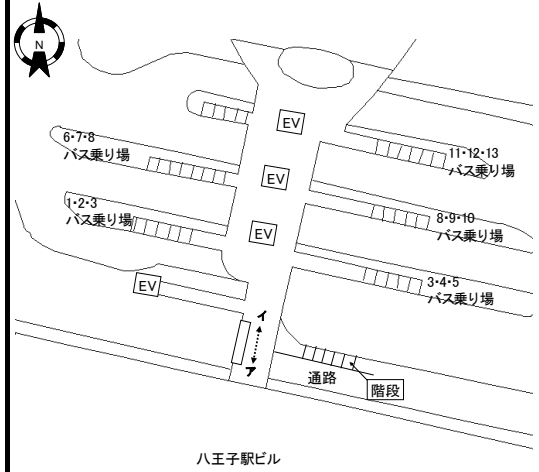 N
EV
6・7・8
バス乗り場
11・12・13
バス乗り場
EV
1・2・3
バス乗り場
8・9・10
バス乗り場
EV
3・4・5
バス乗り場
EV
イ
ア
通路
階段
八王子駅ビル